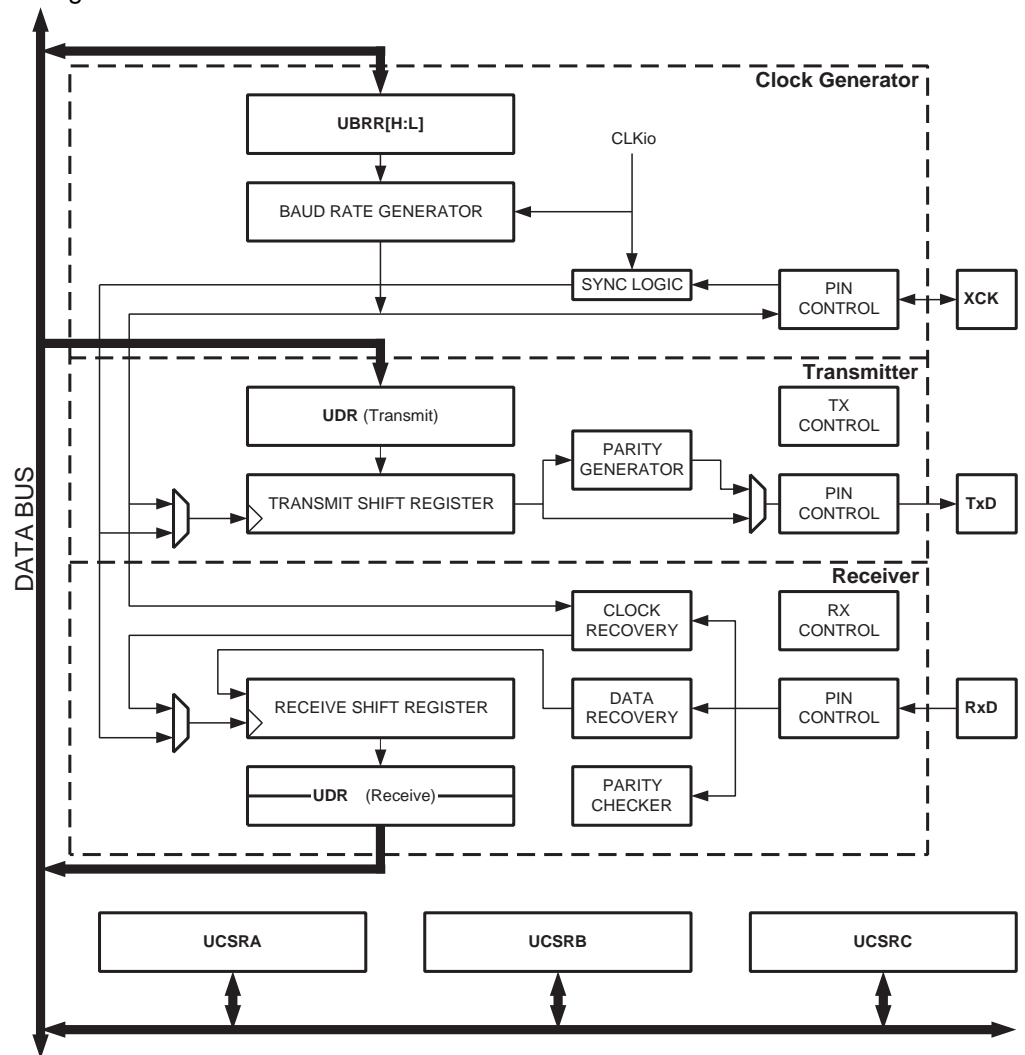 Clock Generator
UBRR[H:L]
CLKio
BAUD RATE GENERATOR
SYNC LOGIC
PIN
CONTROL
XCK
Transmitter
UDR (Transmit)
TX
CONTROL
PARITY
GENERATOR
TRANSMIT SHIFT REGISTER
PIN
CONTROL
TxD
DATA BUS
Receiver
CLOCK
RECOVERY
RX
CONTROL
RECEIVE SHIFT REGISTER
DATA
RECOVERY
PIN
CONTROL
RxD
UDR (Receive)
PARITY
CHECKER
UCSRA
UCSRB
UCSRC